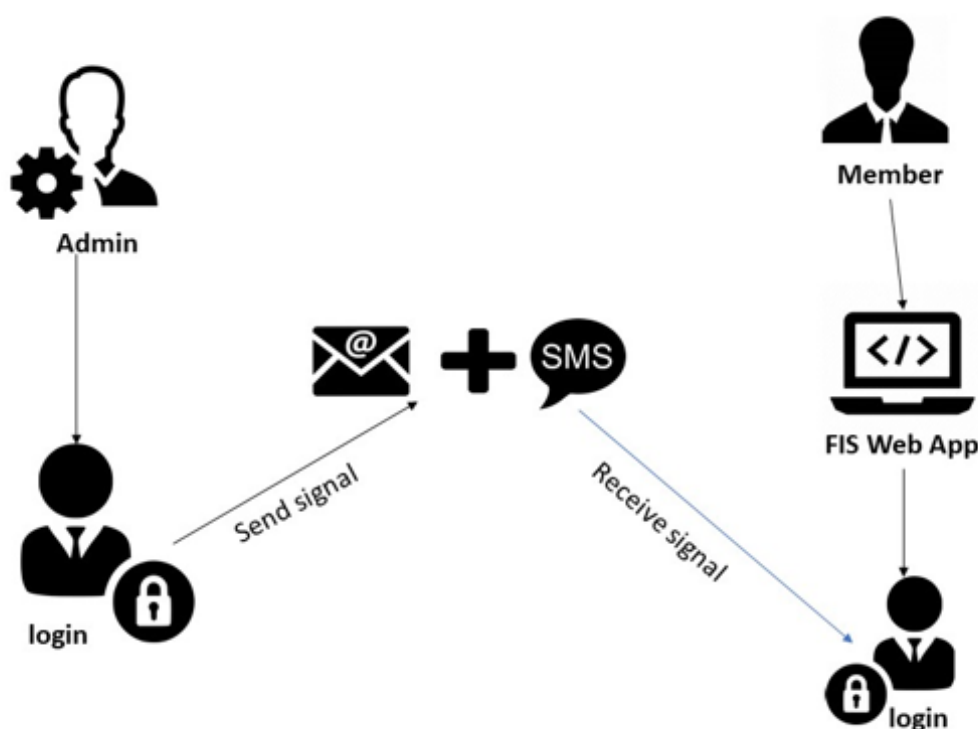 Member
Admin
@
SMS
</>
FIS Web App
Send signal
Receive signal
login
login